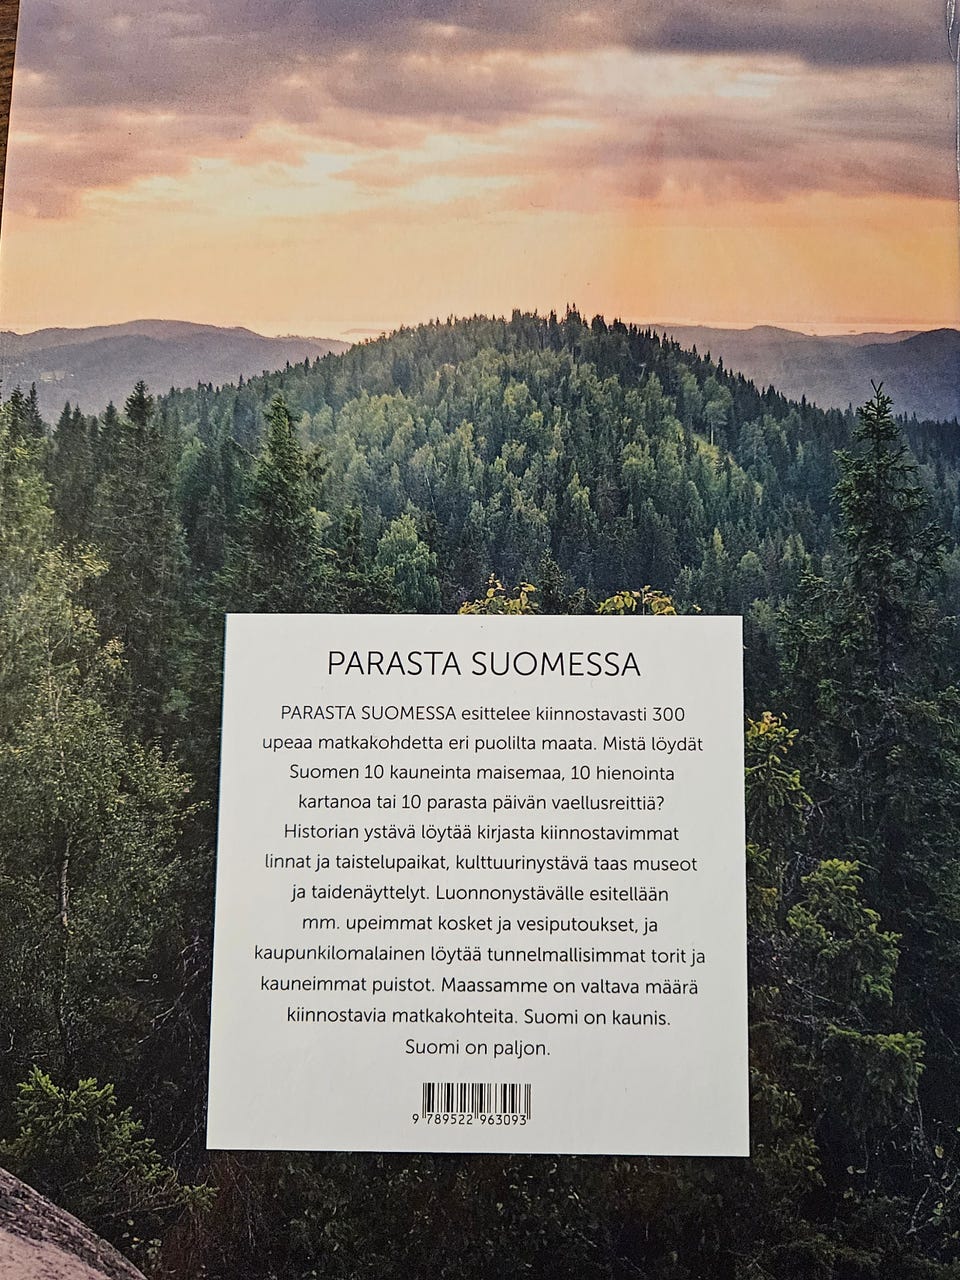 PARASTA SUOMESSA
PARASTA SUOMESSA esittelee kiinnostavasti 300
upeaa matkakohdetta eri puolilta maata. Mistä löydät
Suomen 10 kauneinta maisemaa, 10 hienointa
kartanoa tai 10 parasta päivän vaellusreittiä?
Historian ystävä löytää kirjasta kiinnostavimmat
linnat ja taistelupaikat, kulttuurinystävä taas museot
ja taidenäyttelyt. Luonnonystävälle esitellään
mm. upeimmat kosket ja vesiputoukset, ja
kaupunkilomalainen löytää tunnelmallisimmat torit ja
kauneimmat puistot. Maassamme on valtava määrä
kiinnostavia matkakohteita. Suomi on kaunis.
Suomi on paljon.
9 789522 963093